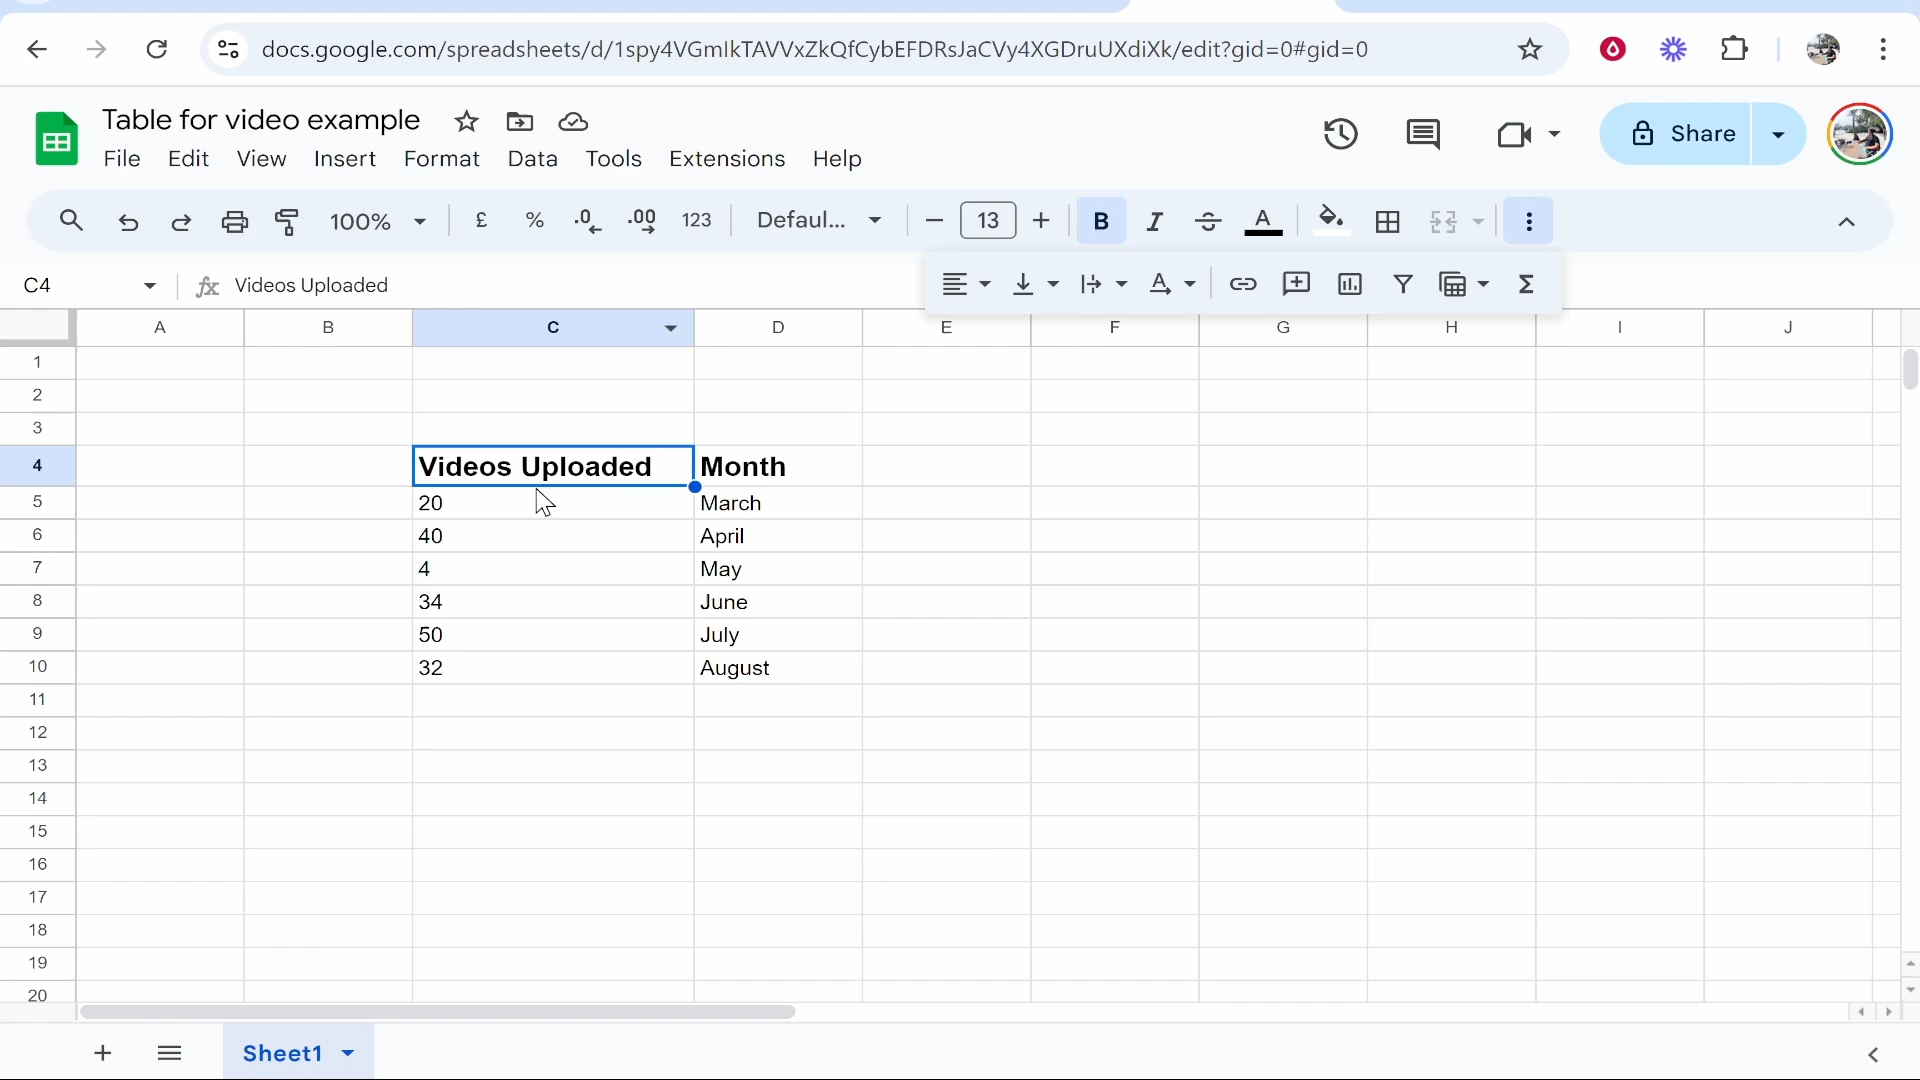 docs.google.com/spreadsheets/d/1spy4VGmIkTAVVxZkQfCybEFDRsJaCVy4XGDruUXdiXk/edit?gid=0#gid=0
Table for video example
File Edit View Insert Format Data Tools Extensions Help
Share
100% £ % .0 .00 123 Defaul... 13 B I S A
C4 fx Videos Uploaded A Σ
A B C D E F G H I J
1
2
3
4 Videos Uploaded Month
5 20 March
6 40 April
7 4 May
8 34 June
9 50 July
10 32 August
11
12
13
14
15
16
17
18
19
20
Sheet1